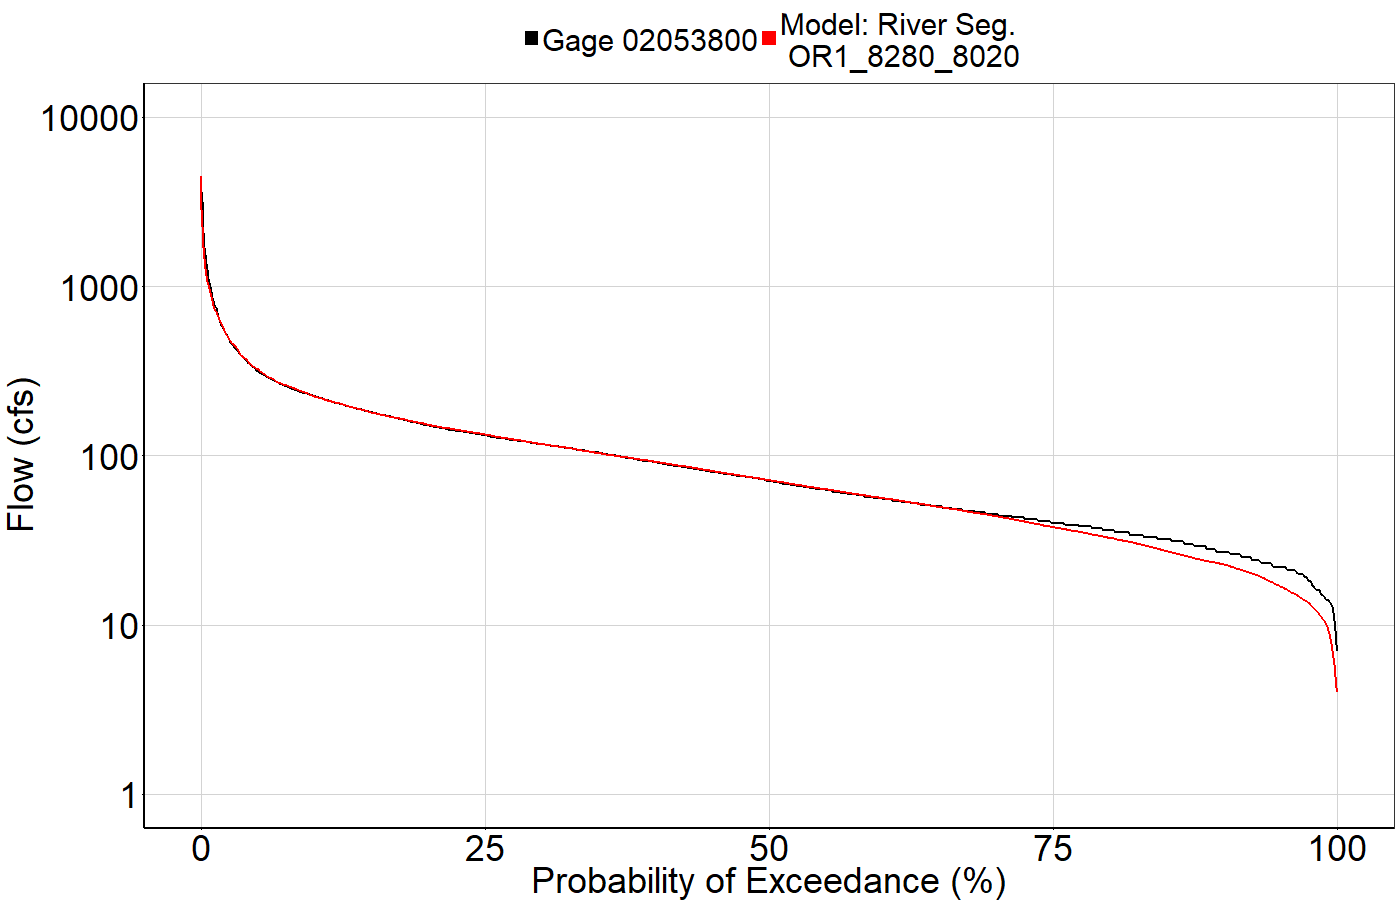 Gage 02053800
Model: River Seg.
OR1_8280_8020
10000
1000
100
10
1
Flow (cfs)
0 25 50 75 100
Probability of Exceedance (%)